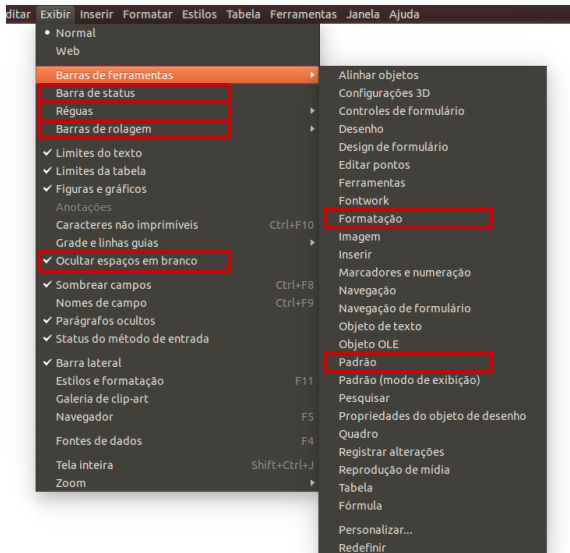 ditar Exibir Inserir Formatar Estilos Tabela Ferramentas Janela Ajuda
Normal
Web
Barras de ferramentas
Barra de status
Réguas
Barras de rolagem
Limites do texto
Limites da tabela
Figuras e gráficos
Anotações
Caracteres não imprimíveis Ctrl+F10
Grade e linhas guias
Ocultar espaços em branco
Sombrear campos Ctrl+F8
Nomes de campo Ctrl+F9
Parágrafos ocultos
Status do método de entrada
Barra lateral
Estilos e formatação F11
Galeria de clip-art
Navegador F5
Fontes de dados F4
Tela inteira Shift+Ctrl+J
Zoom
Alinhar objetos
Configurações 3D
Controles de formulário
Desenho
Design de formulário
Editar pontos
Ferramentas
Fontwork
Formatação
Imagem
Inserir
Marcadores e numeração
Navegação
Navegação de formulário
Objeto de texto
Objeto OLE
Padrão
Padrão (modo de exibição)
Pesquisar
Propriedades do objeto de desenho
Quadro
Registrar alterações
Reprodução de mídia
Tabela
Fórmula
Personalizar...
Redefinir